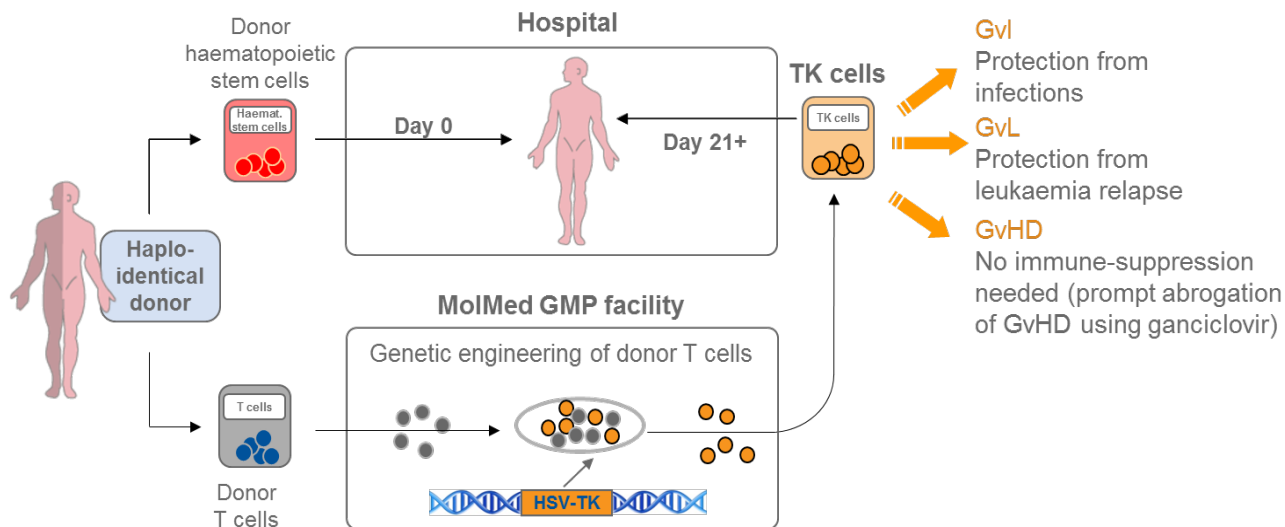 Donor
haematopoietic
stem cells
Haemat.
stem cells
Hospital
Day 0
Day 21+
TK cells
TK cells
GvI
Protection from
infections
GvL
Protection from
leukaemia relapse
GvHD
No immune-suppression
needed (prompt abrogation
of GvHD using ganciclovir)
Haplo-
identical
donor
MolMed GMP facility
Genetic engineering of donor T cells
T cells
HSV-TK
Donor
T cells